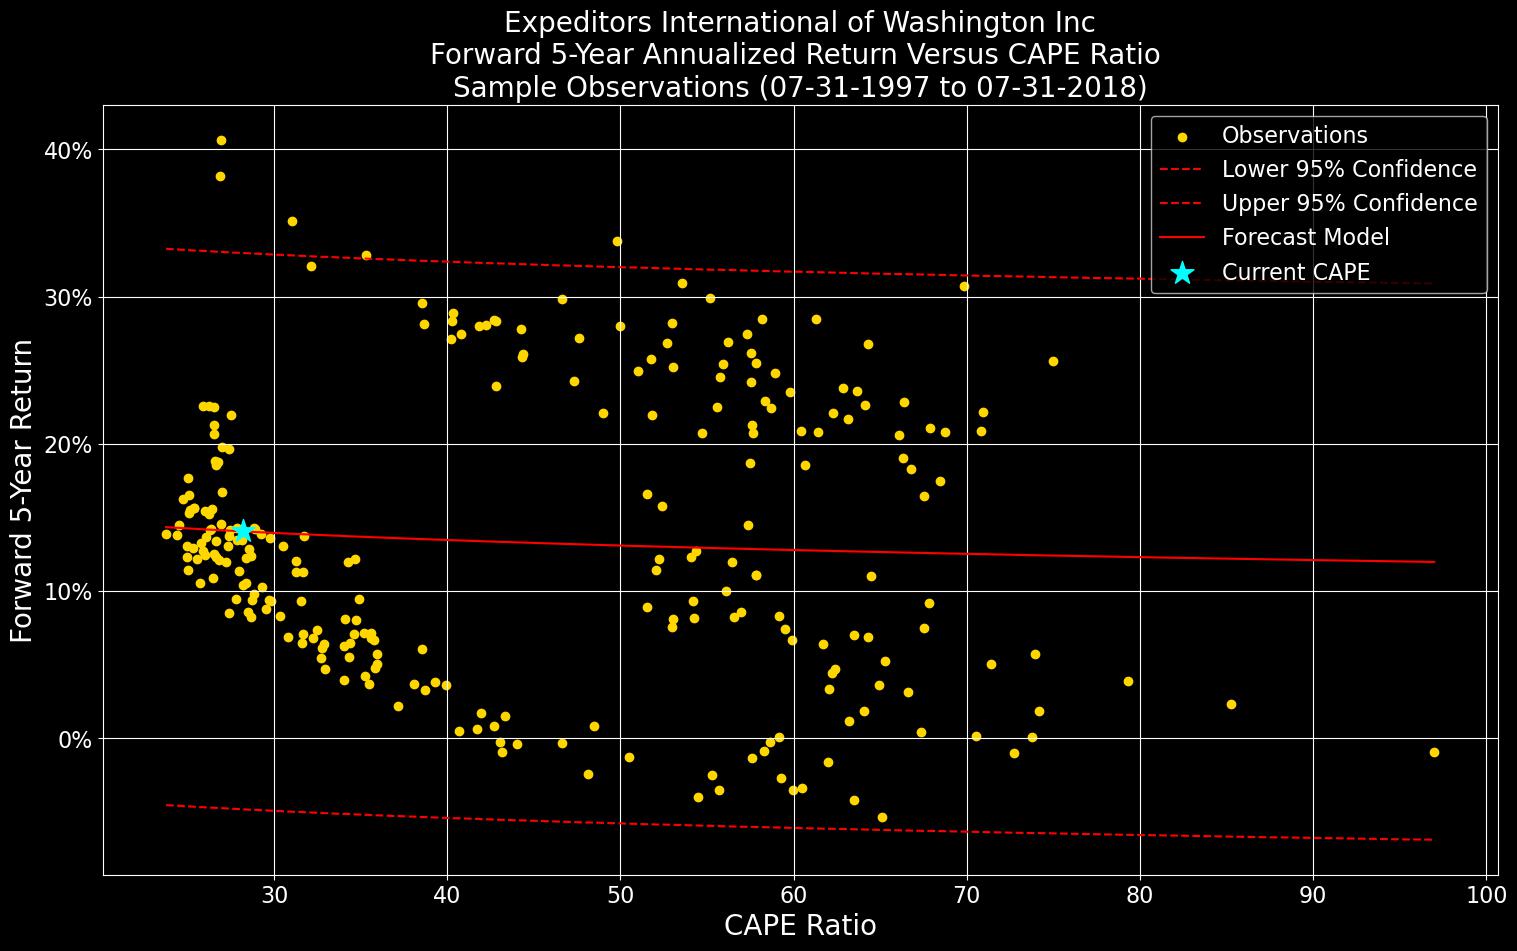 Expeditors International of Washington Inc
Forward 5-Year Annualized Return Versus CAPE Ratio
Sample Observations (07-31-1997 to 07-31-2018)
Observations
Lower 95% Confidence
Upper 95% Confidence
Forecast Model
Current CAPE
Forward 5-Year Return
40%
30%
20%
10%
0%
30 40 50 60 70 80 90 100
CAPE Ratio